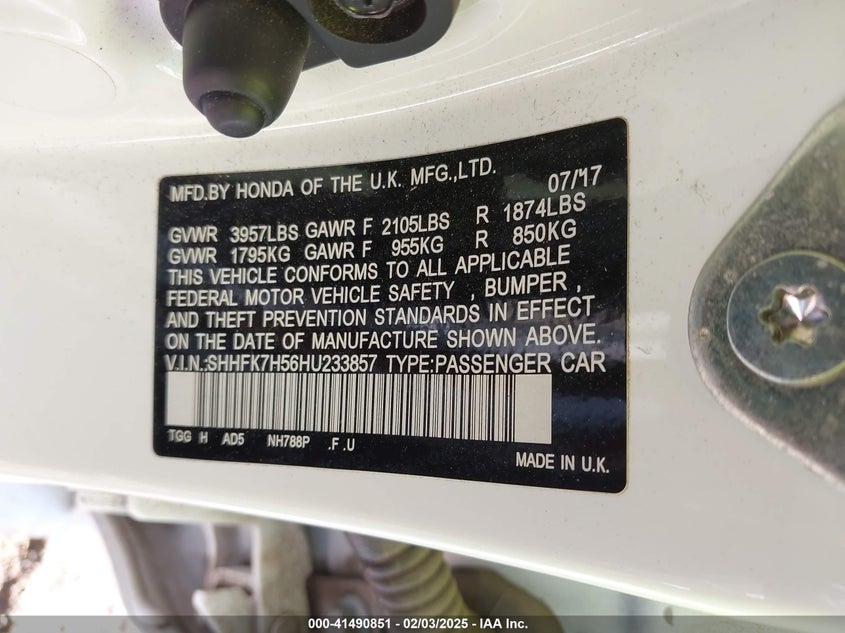 MFD.BY HONDA OF THE U.K. MFG.,LTD. 07/17
GVWR 3957LBS GAWR F 2105LBS R 1874LBS
GVWR 1795KG GAWR F 955KG R 850KG
THIS VEHICLE CONFORMS TO ALL APPLICABLE
FEDERAL MOTOR VEHICLE SAFETY , BUMPER ,
AND THEFT PREVENTION STANDARDS IN EFFECT
ON THE DATE OF MANUFACTURE SHOWN ABOVE.
V.I.N.:SHHFK7H56HU233857 TYPE:PASSENGER CAR
TGG H AD5 NH788P .F .U
MADE IN U.K.
000-41490851 - 02/03/2025 - IAA Inc.